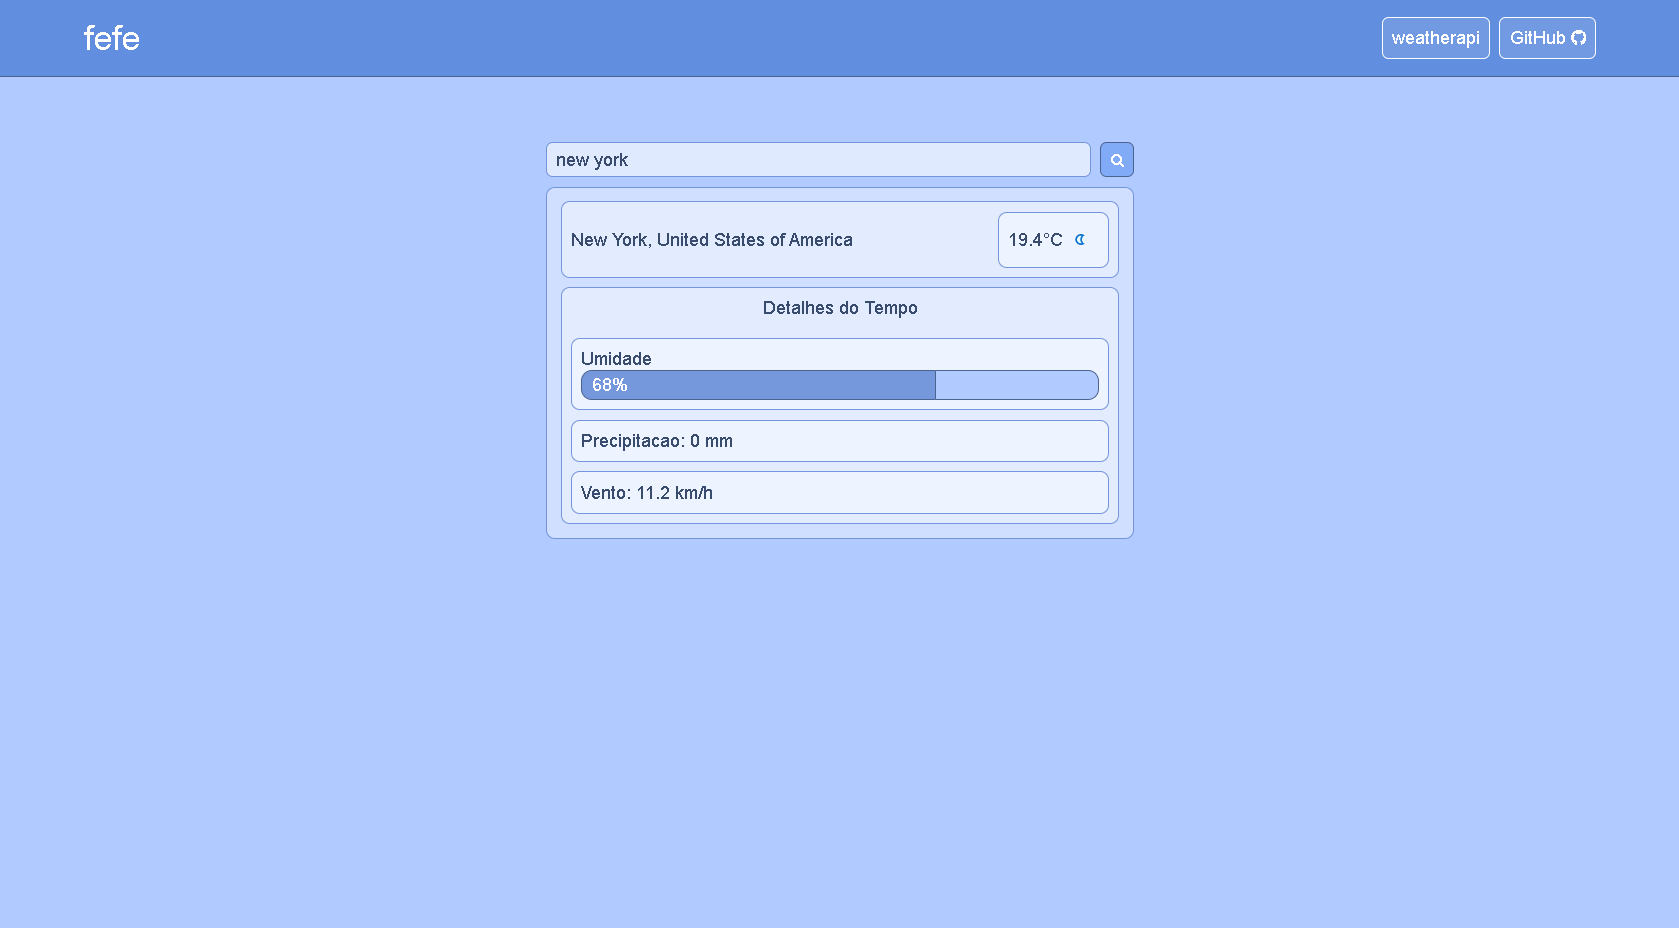 fefe
weatherapi
GitHub
new york
New York, United States of America
19.4°C
Detalhes do Tempo
Umidade
68%
Precipitacao: 0 mm
Vento: 11.2 km/h